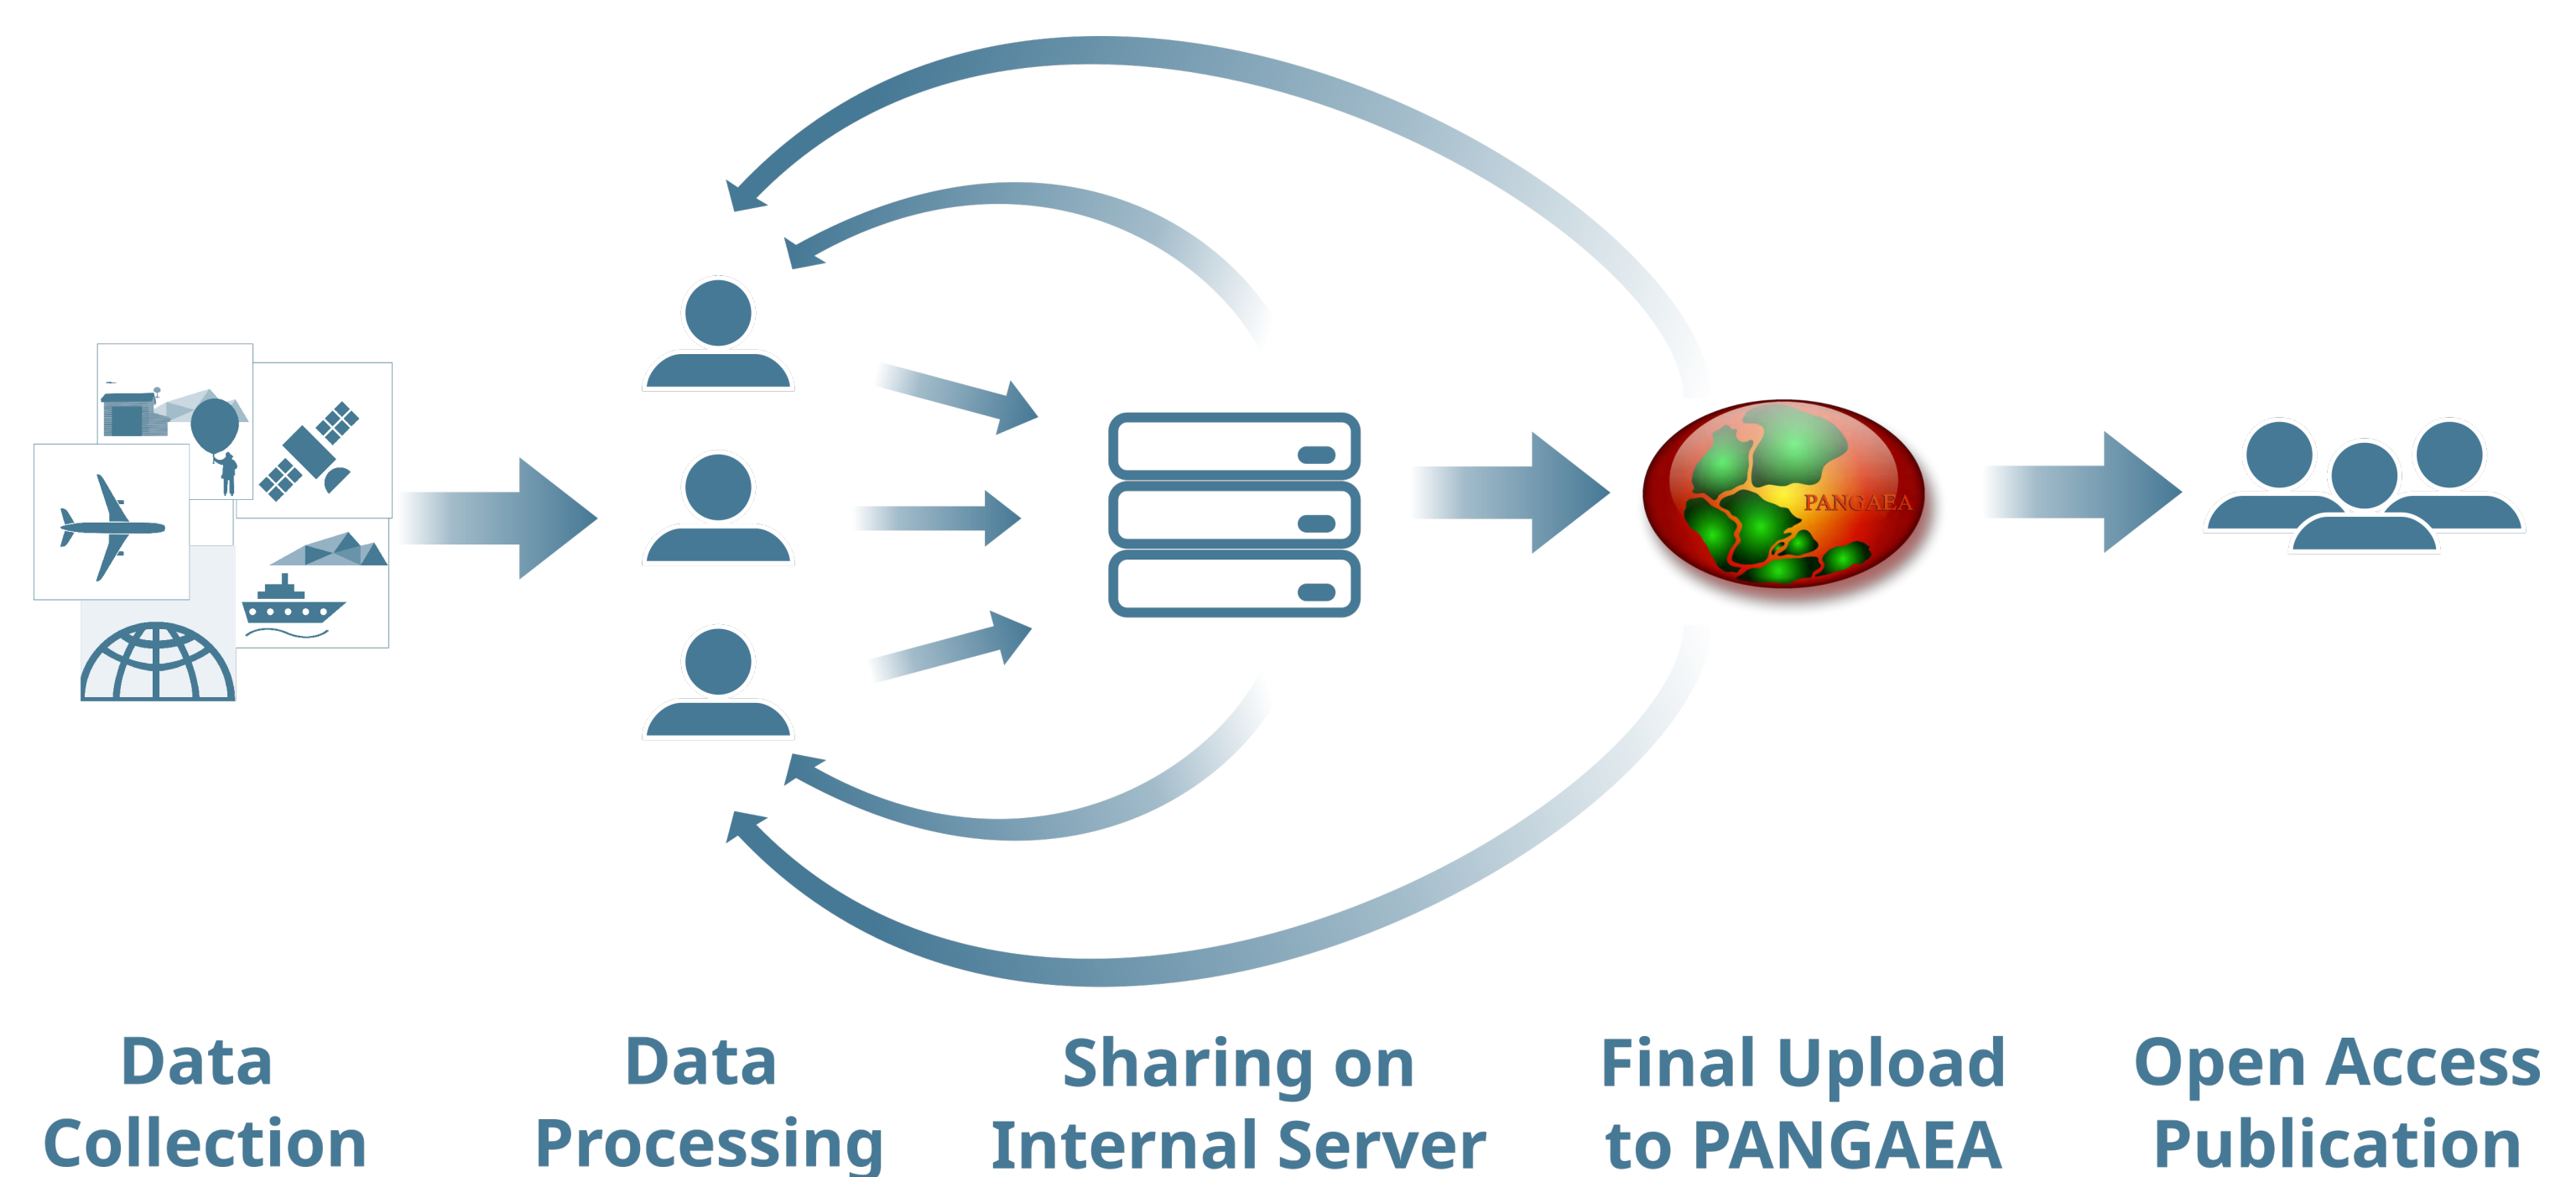 PANGAEA
Data
Collection
Data
Processing
Sharing on
Internal Server
Final Upload
to PANGAEA
Open Access
Publication